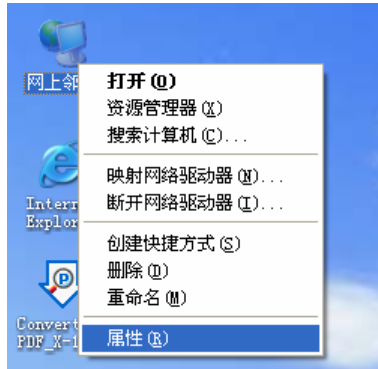 网上邻
打开(O)
资源管理器(X)
搜索计算机(C)...
映射网络驱动器(N)...
断开网络驱动器(I)...
创建快捷方式(S)
删除(D)
重命名(M)
属性(R)
Intern
Explor
Convert
PDF_X-1